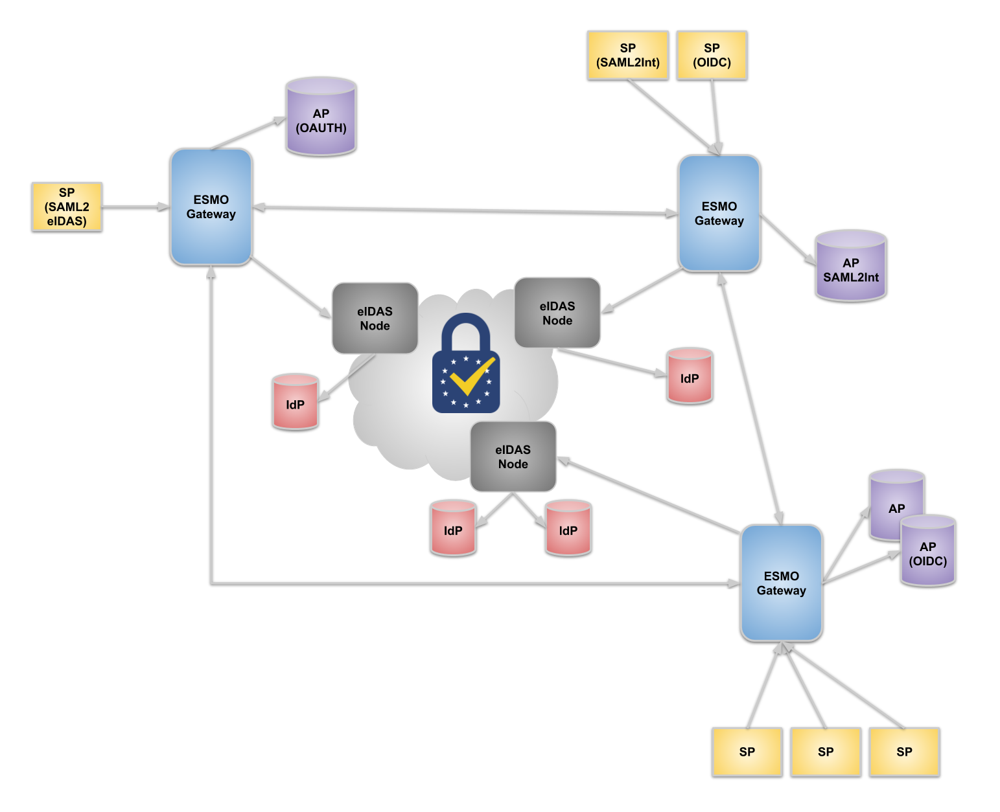 SP
(SAML2Int)
SP
(OIDC)
AP
(OAUTH)
SP
(SAML2
eIDAS)
ESMO
Gateway
ESMO
Gateway
AP
SAML2Int
eIDAS
Node
eIDAS
Node
IdP
IdP
eIDAS
Node
IdP
IdP
AP
AP
(OIDC)
ESMO
Gateway
SP
SP
SP